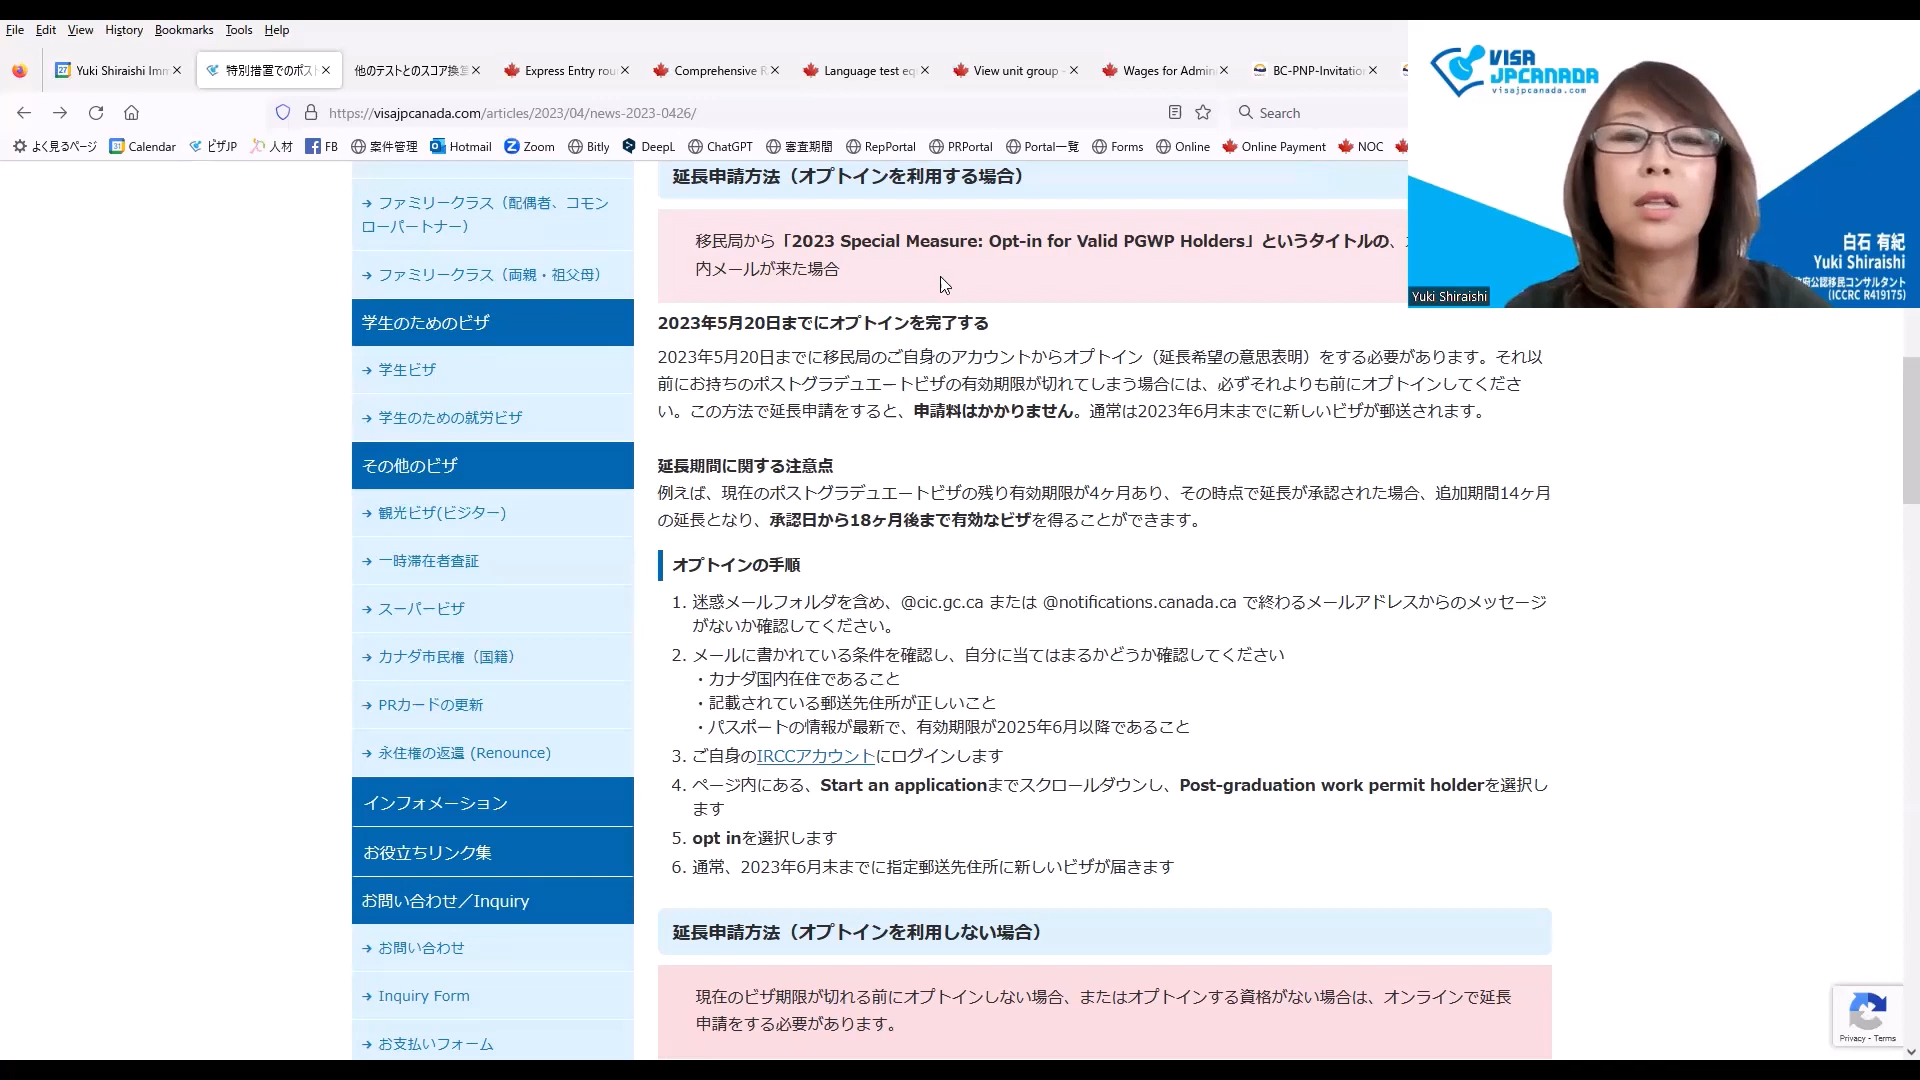 File Edit View History Bookmarks Tools Help
Yuki Shiraishi Imm
特別措置でのポス
他のテストとのスコア換算
Express Entry rou
Comprehensive R
Language test eq
View unit group -
Wages for Admin
BC-PNP-Invitation
https://visajpcanada.com/articles/2023/04/news-2023-0426/
Search
よく見るページ Calendar ビザJP 人材 FB 案件管理 Hotmail Zoom Bitly DeepL ChatGPT 審査期間 RepPortal PRPortal Portal一覧 Forms Online Online Payment NOC
VISA
JPCANADA
visajpcanada.com
白石 有紀
Yuki Shiraishi
政府公認移民コンサルタント
(ICCRC R419175)
Yuki Shiraishi
→ ファミリークラス（配偶者、コモン
ローパートナー）
→ ファミリークラス（両親・祖父母）
学生のためのビザ
→ 学生ビザ
→ 学生のための就労ビザ
その他のビザ
→ 観光ビザ(ビジター)
→ 一時滞在者査証
→ スーパービザ
→ カナダ市民権（国籍）
→ PRカードの更新
→ 永住権の返還 (Renounce)
インフォメーション
お役立ちリンク集
お問い合わせ／Inquiry
→ お問い合わせ
→ Inquiry Form
→ お支払いフォーム
延長申請方法（オプトインを利用する場合）
移民局から「2023 Special Measure: Opt-in for Valid PGWP Holders」というタイトルの、
内メールが来た場合
2023年5月20日までにオプトインを完了する
2023年5月20日までに移民局のご自身のアカウントからオプトイン（延長希望の意思表明）をする必要があります。それ以
前にお持ちのポストグラデュエートビザの有効期限が切れてしまう場合には、必ずそれよりも前にオプトインしてくださ
い。この方法で延長申請をすると、申請料はかかりません。通常は2023年6月末までに新しいビザが郵送されます。
延長期間に関する注意点
例えば、現在のポストグラデュエートビザの残り有効期限が4ヶ月あり、その時点で延長が承認された場合、追加期間14ヶ月
の延長となり、承認日から18ヶ月後まで有効なビザを得ることができます。
オプトインの手順
1. 迷惑メールフォルダを含め、@cic.gc.ca または @notifications.canada.ca で終わるメールアドレスからのメッセージ
がないか確認してください。
2. メールに書かれている条件を確認し、自分に当てはまるかどうか確認してください
・カナダ国内在住であること
・記載されている郵送先住所が正しいこと
・パスポートの情報が最新で、有効期限が2025年6月以降であること
3. ご自身のIRCCアカウントにログインします
4. ページ内にある、Start an applicationまでスクロールダウンし、Post-graduation work permit holderを選択し
ます
5. opt inを選択します
6. 通常、2023年6月末までに指定郵送先住所に新しいビザが届きます
延長申請方法（オプトインを利用しない場合）
現在のビザ期限が切れる前にオプトインしない場合、またはオプトインする資格がない場合は、オンラインで延長
申請をする必要があります。
Privacy - Terms